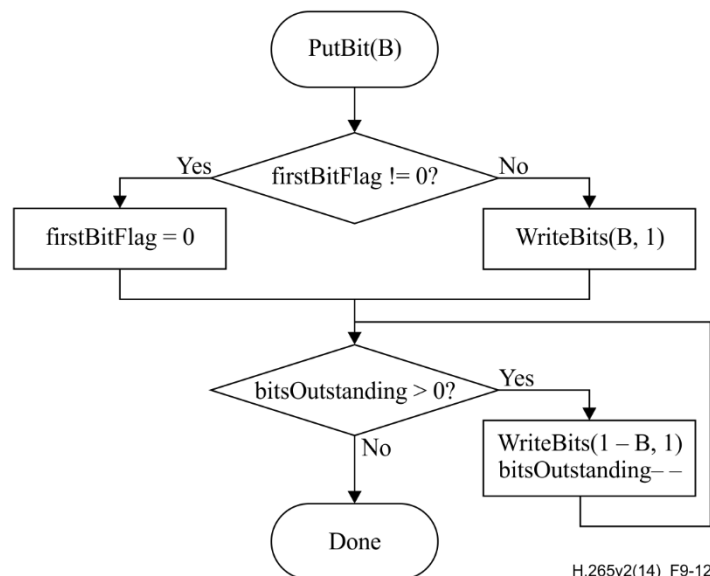 PutBit(B)
Yes
firstBitFlag != 0?
No
firstBitFlag = 0
WriteBits(B, 1)
bitsOutstanding > 0?
Yes
No
WriteBits(1 – B, 1)
bitsOutstanding– –
Done
H.265v2(14)_F9-12